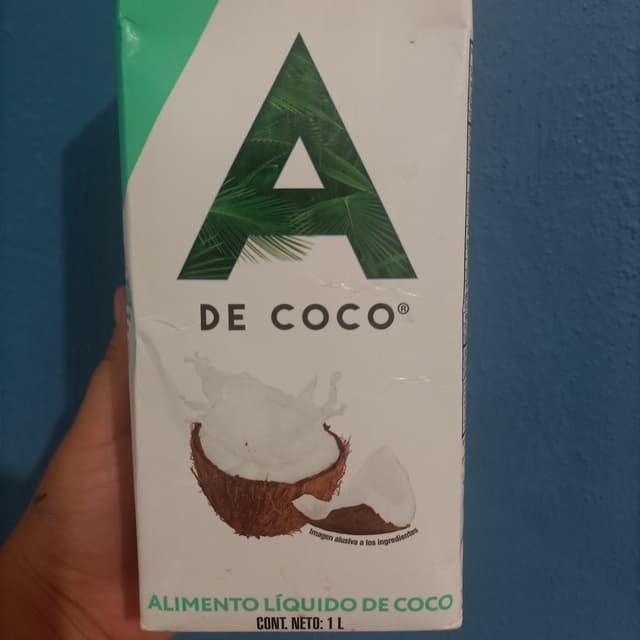 A
DE COCO®
Imagen alusiva a los ingredientes
ALIMENTO LÍQUIDO DE COCO
CONT. NETO: 1 L